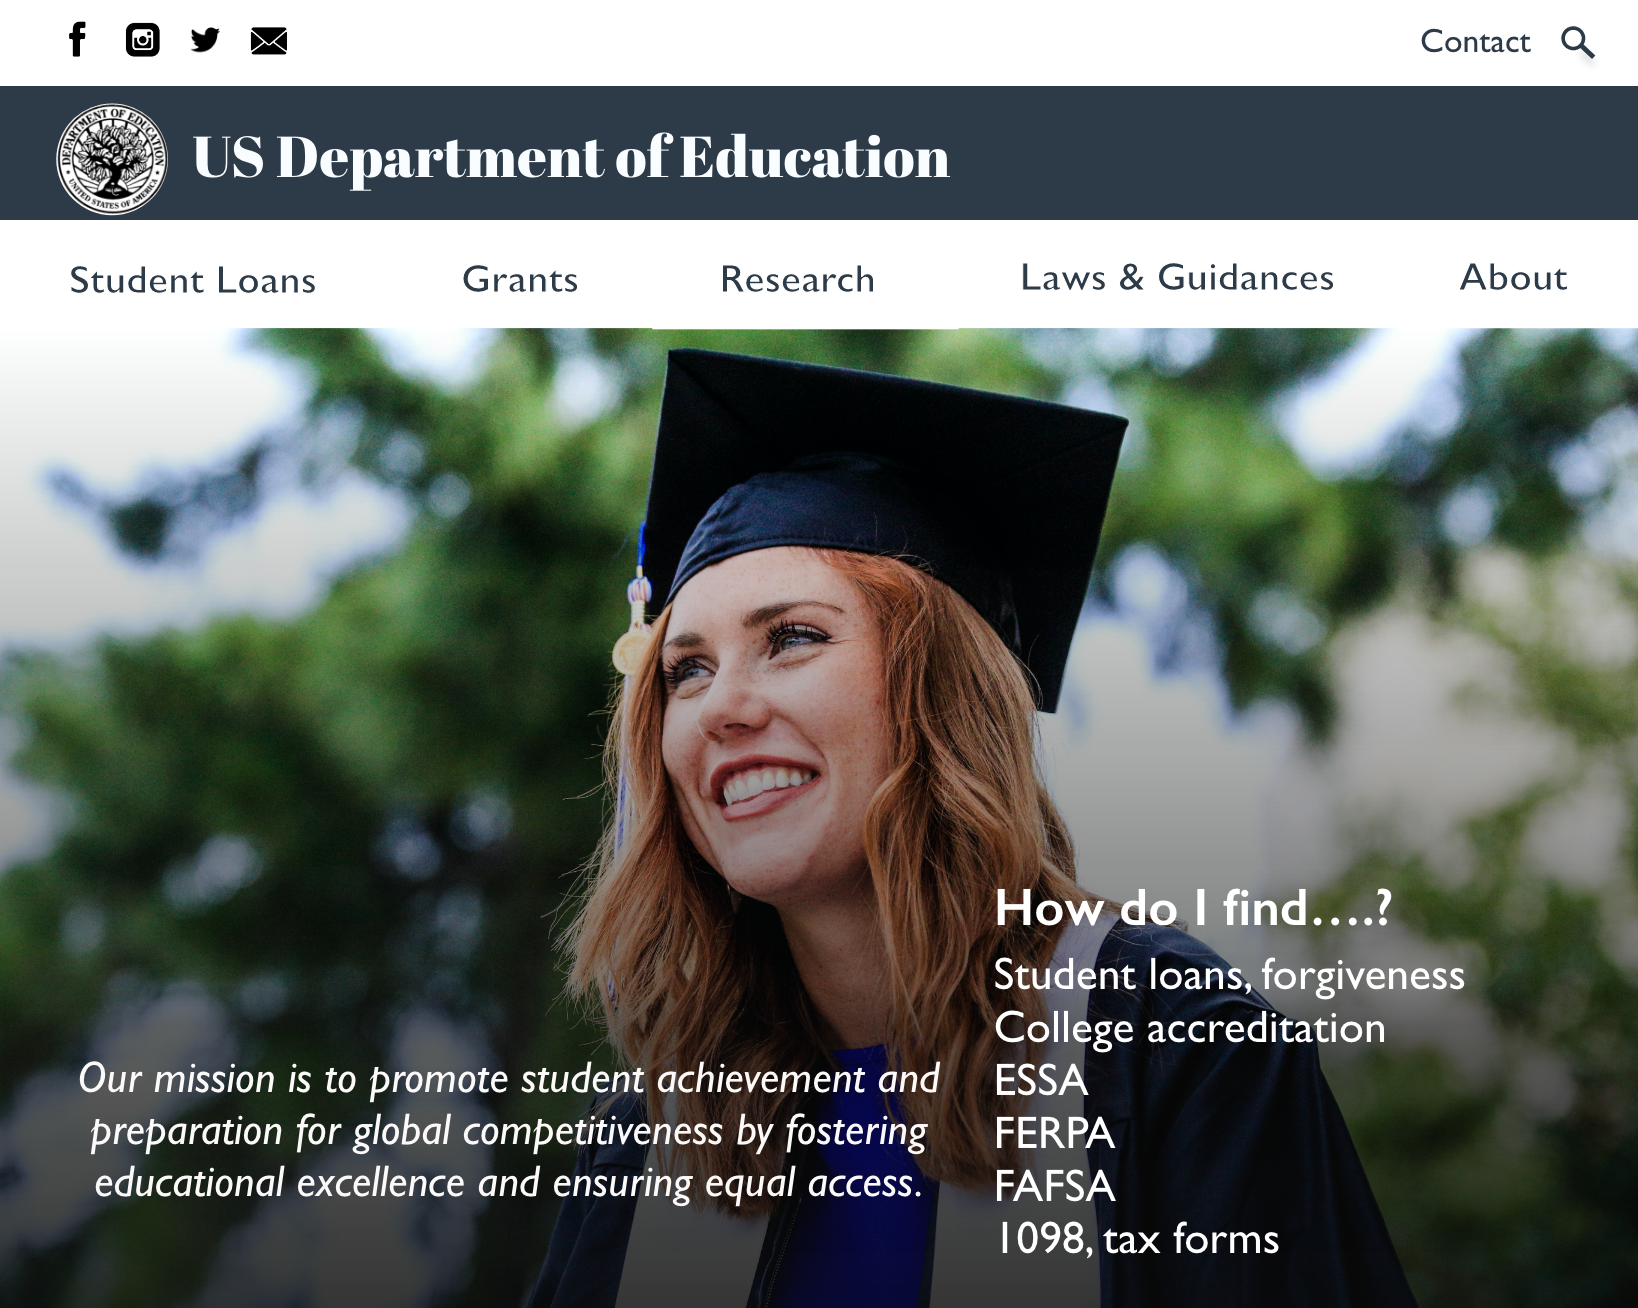 Contact
DEPARTMENT OF EDUCATION
UNITED STATES OF AMERICA
US Department of Education
Student Loans
Grants
Research
Laws & Guidances
About
How do I find….?
Student loans, forgiveness
College accreditation
ESSA
FERPA
FAFSA
1098, tax forms
Our mission is to promote student achievement and
preparation for global competitiveness by fostering
educational excellence and ensuring equal access.